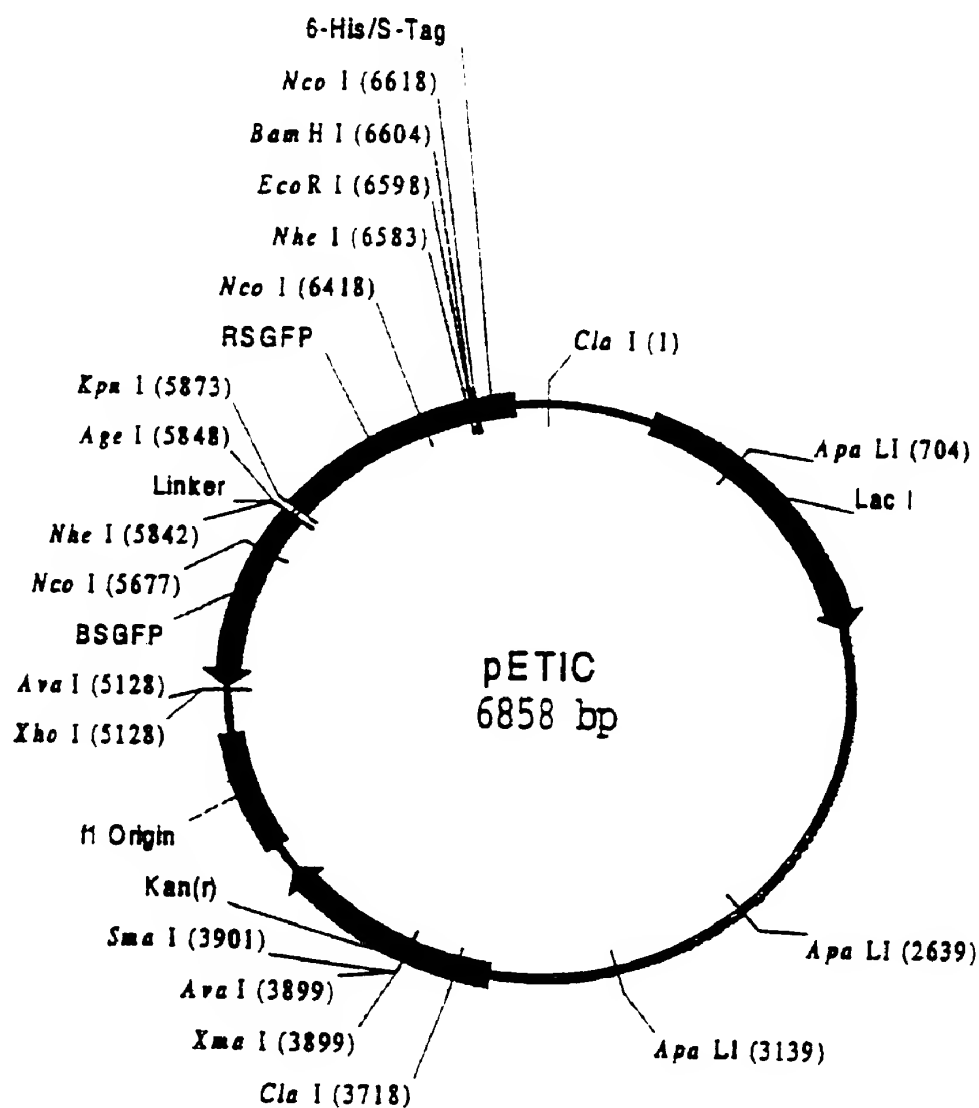 6-His/S-Tag
Nco I (6618)
Bam H I (6604)
Eco R I (6598)
Nhe I (6583)
Nco I (6418)
RSGFP
Kpn I (5873)
Age I (5848)
Linker
Nhe I (5842)
Nco I (5677)
BSGFP
Ava I (5128)
Xho I (5128)
f1 Origin
Kan(r)
Sma I (3901)
Ava I (3899)
Xma I (3899)
Cla I (3718)
Cla I (1)
Apa LI (704)
Lac I
pETIC
6858 bp
Apa LI (2639)
Apa LI (3139)